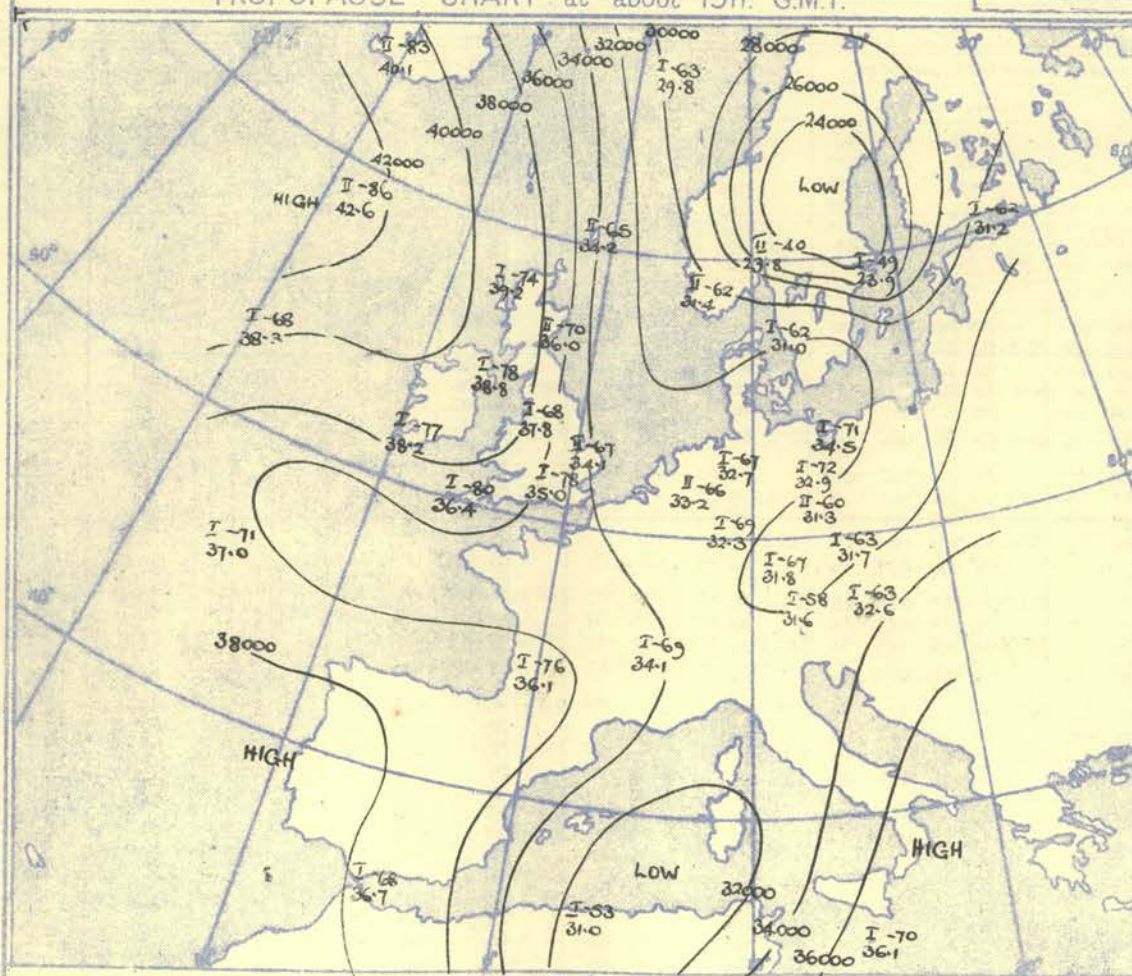 TROPOPAUSE CHART at about 15h. G.M.T.
II -83
40.1
30000
32000
34000
36000
38000
40000
42000
I -63
29.8
28000
20°
30°
40°
26000
24000
LOW
HIGH
II -86
42.6
II -65
34.2
I -62
31.2
II -40
23.8
I -49
23.9
50°
I -74
39.2
II -62
31.4
I -68
38.3
II -70
36.0
I -62
31.0
I -78
38.8
I -77
38.2
I -68
37.8
I -67
34.1
I -71
34.5
I -67
32.7
I -72
32.9
50°
I -80
36.4
I -78
35.0
II -66
33.2
II -60
31.3
I -71
37.0
I -69
32.3
I -63
31.7
I -67
31.8
I -58
31.6
I -63
32.6
40°
38000
I -76
36.1
I -69
34.1
HIGH
HIGH
LOW
32000
I -68
36.7
I -53
31.0
34000
36000
I -70
36.1